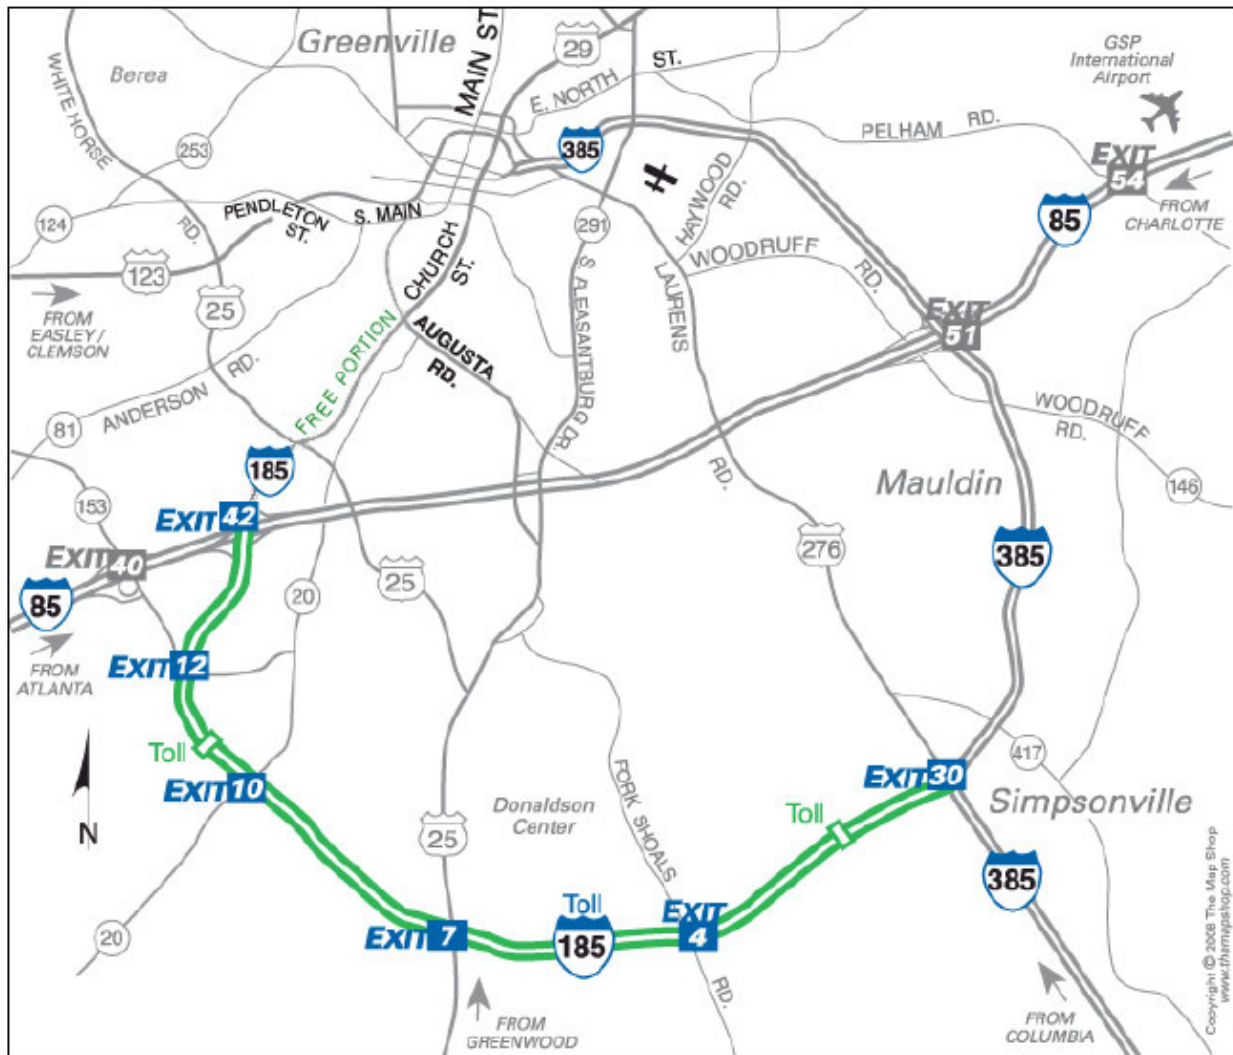 Greenville
MAIN ST
29
ST.
GSP
International
Airport
Berea
WHITE HORSE
RD.
E. NORTH
253
385
PELHAM RD.
EXIT
54
FROM
CHARLOTTE
85
HAYWOOD
RD.
PENDLETON
ST.
S. MAIN
124
123
25
291
WOODRUFF
RD.
LAURENS
RD.
FROM
EASLEY/
CLEMSON
CHURCH
ST.
FREE PORTION
AUGUSTA
RD.
S. PLEASANTBURG DR.
EXIT
51
ANDERSON RD.
81
WOODRUFF
RD.
185
153
EXIT 42
Mauldin
146
EXIT 40
276
385
85
25
20
FROM
ATLANTA
EXIT 12
Toll
EXIT 10
417
EXIT 30
Simpsonville
Toll
FORK SHOALS
RD.
Donaldson
Center
N
25
385
20
EXIT 7
Toll
185
EXIT
4
FROM
GREENWOOD
FROM
COLUMBIA
Copyright © 2008 The Map Shop
www.themapshop.com